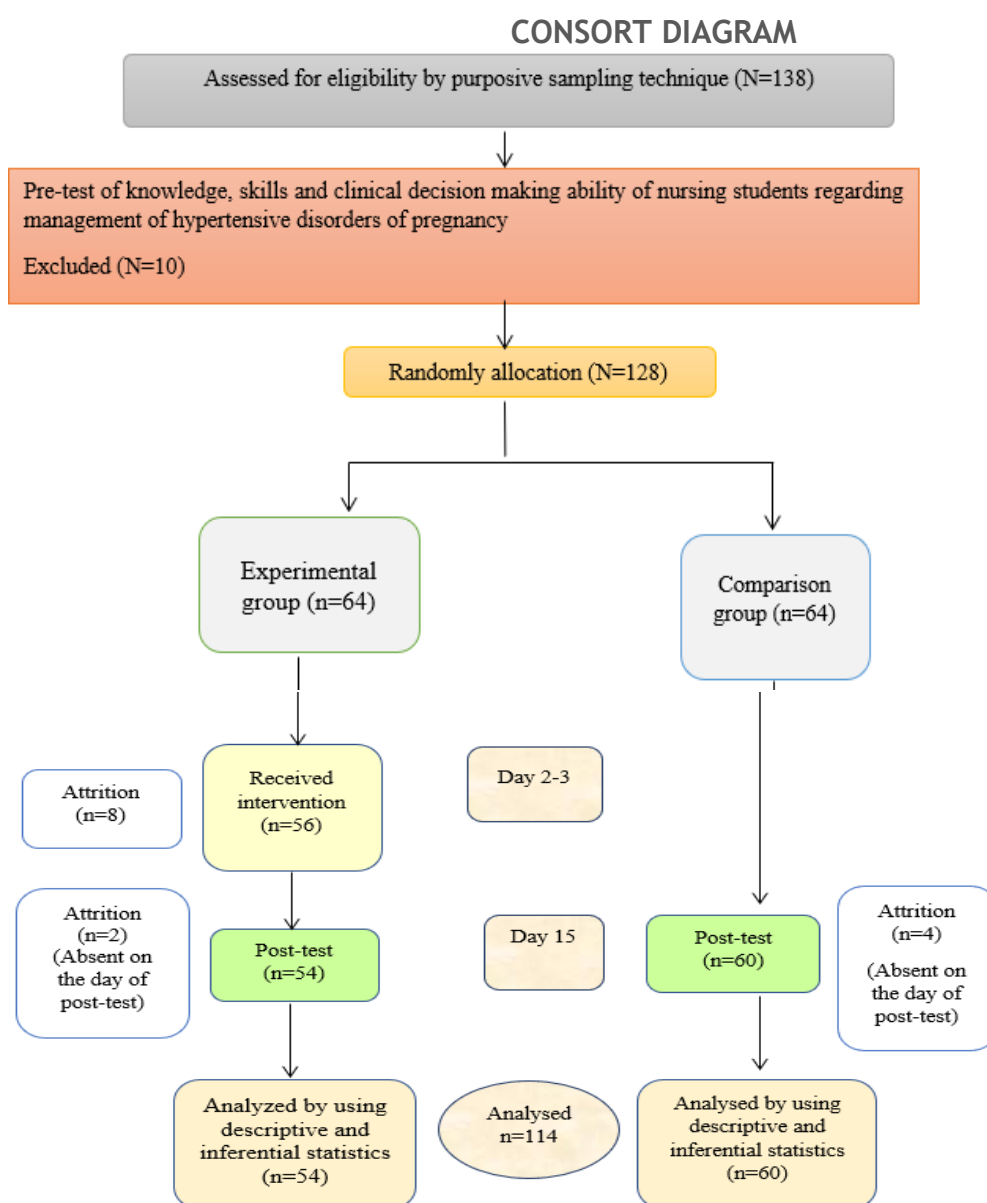 CONSORT DIAGRAM
Assessed for eligibility by purposive sampling technique (N=138)
Pre-test of knowledge, skills and clinical decision making ability of nursing students regarding
management of hypertensive disorders of pregnancy
Excluded (N=10)
Randomly allocation (N=128)
Experimental
group (n=64)
Comparison
group (n=64)
Attrition
(n=8)
Received
intervention
(n=56)
Day 2-3
Attrition
(n=2)
(Absent on
the day of
post-test)
Post-test
(n=54)
Day 15
Post-test
(n=60)
Attrition
(n=4)
(Absent on
the day of
post-test)
Analyzed by using
descriptive and
inferential statistics
(n=54)
Analysed
n=114
Analysed by using
descriptive and
inferential statistics
(n=60)